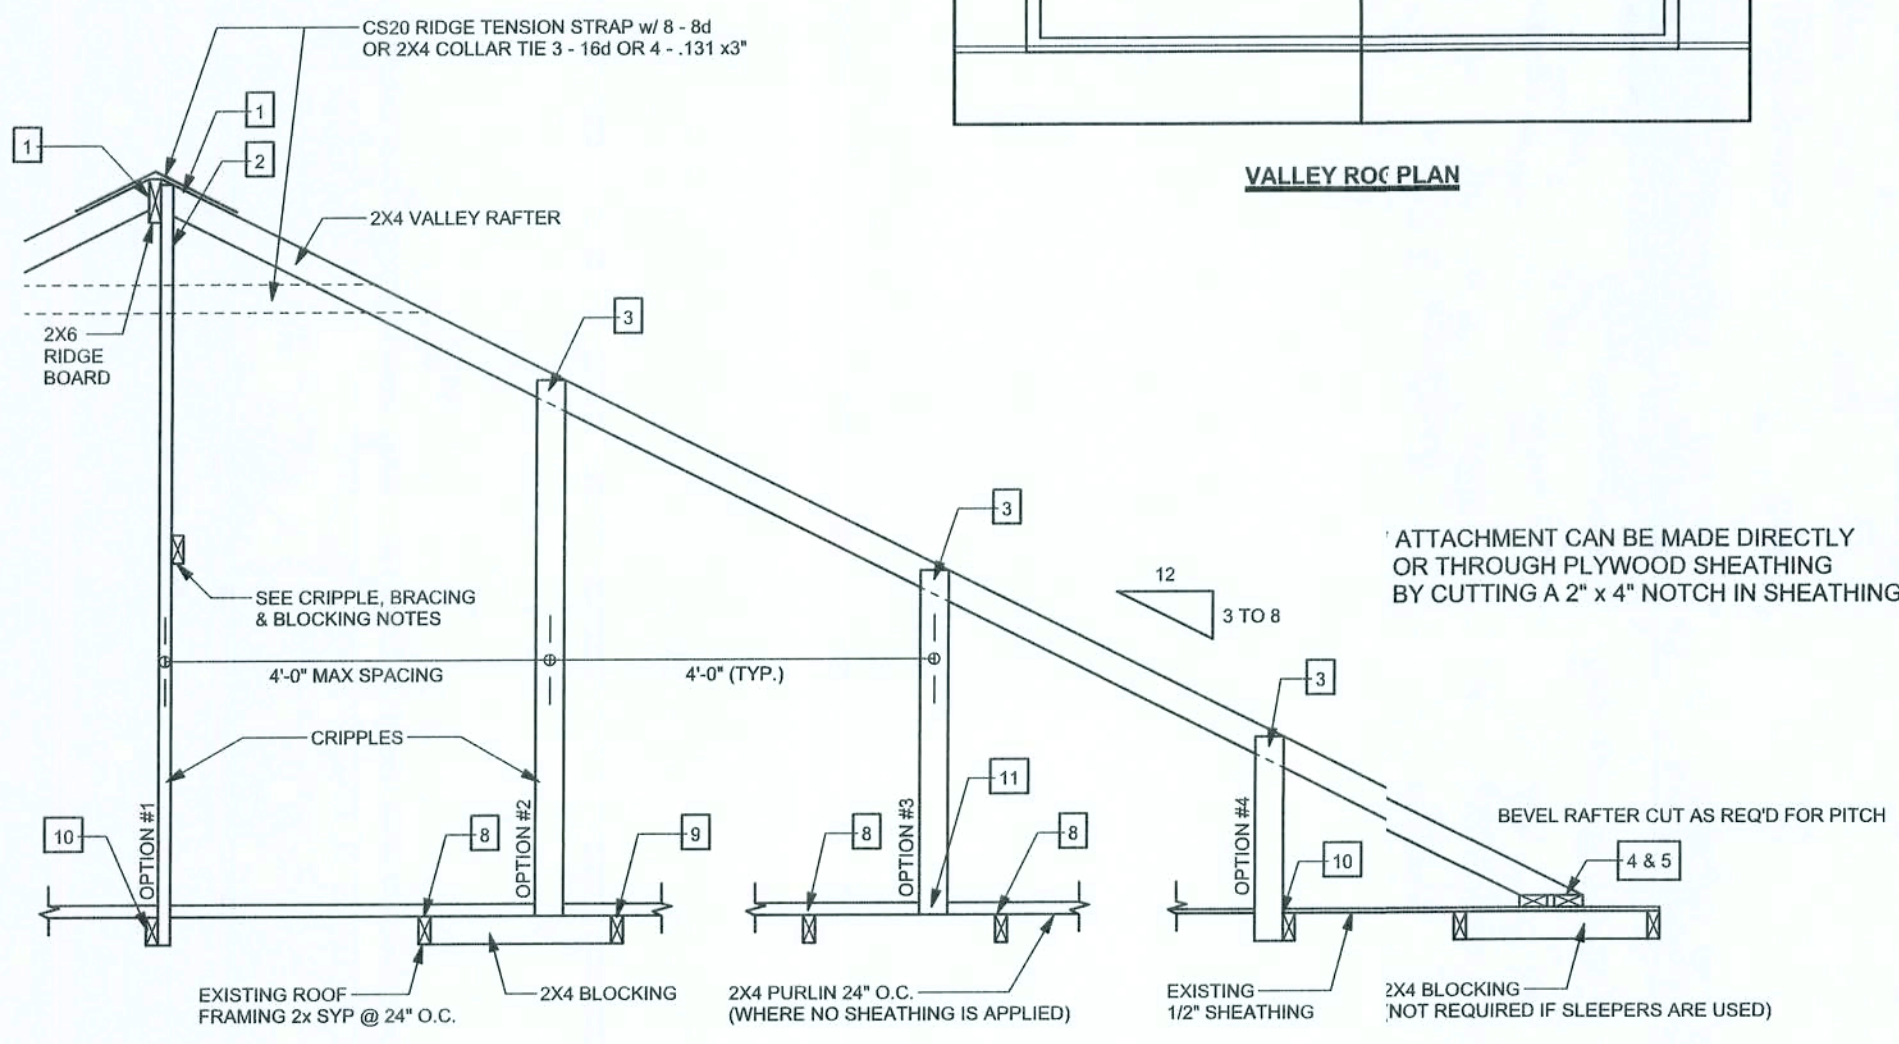 CS20 RIDGE TENSION STRAP w/ 8 - 8d
OR 2X4 COLLAR TIE 3 - 16d OR 4 - .131 x3"
1
1
2
VALLEY PLAN
2X4 VALLEY RAFTER
3
2X6
RIDGE
BOARD
3
ATTACHMENT CAN BE MADE DIRECTLY
OR THROUGH PLYWOOD SHEATHING
BY CUTTING A 2" x 4" NOTCH IN SHEATHING
12
3 TO 8
SEE CRIPPLE, BRACING
& BLOCKING NOTES
4'-0" MAX SPACING
4'-0" (TYP.)
3
CRIPPLES
11
OPTION #1
OPTION #2
OPTION #3
OPTION #4
BEVEL RAFTER CUT AS REQ'D FOR PITCH
10
8
9
8
8
10
4 & 5
EXISTING ROOF
FRAMING 2x SYP @ 24" O.C.
2X4 BLOCKING
2X4 PURLIN 24" O.C.
(WHERE NO SHEATHING IS APPLIED)
EXISTING
1/2" SHEATHING
2X4 BLOCKING
(NOT REQUIRED IF SLEEPERS ARE USED)